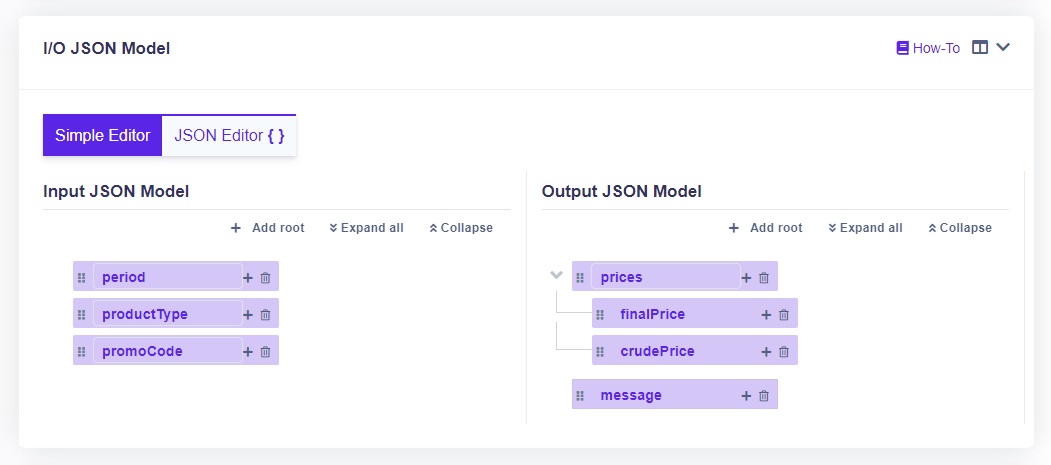 I/O JSON Model
How-To
Simple Editor
JSON Editor { }
Input JSON Model
Add root
Expand all
Collapse
period
productType
promoCode
Output JSON Model
Add root
Expand all
Collapse
prices
finalPrice
crudePrice
message